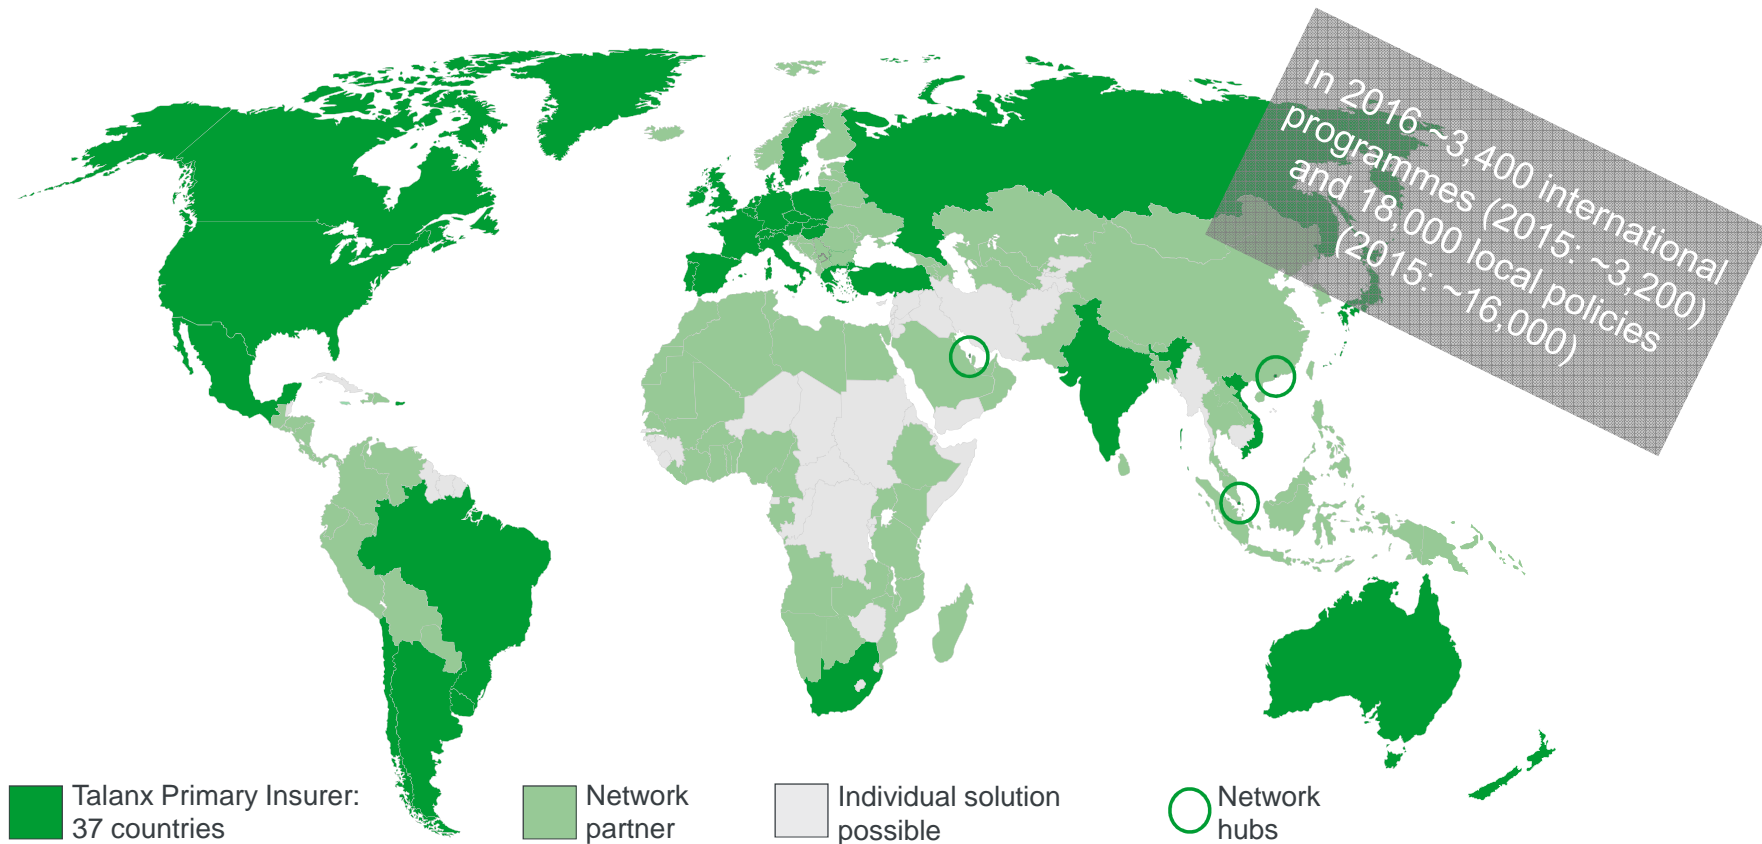 In 2016 ~3,400 international
programmes (2015: ~3,200)
and 18,000 local policies
(2015: ~16,000)
Talanx Primary Insurer:
37 countries
Network
partner
Individual solution
possible
Network
hubs